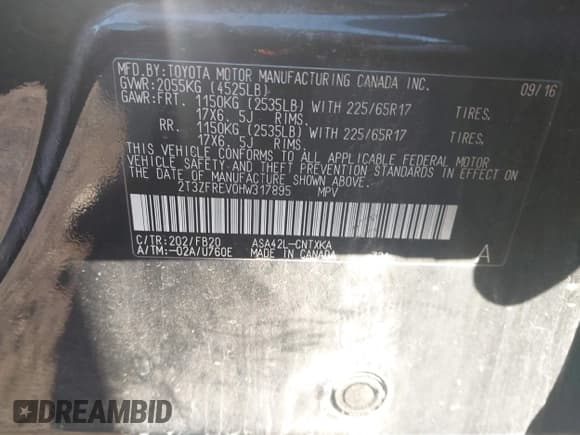 MFD.BY:TOYOTA MOTOR MANUFACTURING CANADA INC.
GVWR:2055KG (4525LB) 09/16
GAWR:FRT. 1150KG (2535LB) WITH 225/65R17 TIRES,
17X6.5J RIMS.
RR. 1150KG (2535LB) WITH 225/65R17 TIRES,
17X6.5J RIMS.
THIS VEHICLE CONFORMS TO ALL APPLICABLE FEDERAL MOTOR
VEHICLE SAFETY AND THEFT PREVENTION STANDARDS IN EFFECT ON
THE DATE OF MANUFACTURE SHOWN ABOVE.
2T3ZFREV0HW317895 MPV
C/TR:202/FB20 ASA42L-CNTXKA
A/TM:-02A/U760E MADE IN CANADA A
DREAMBID